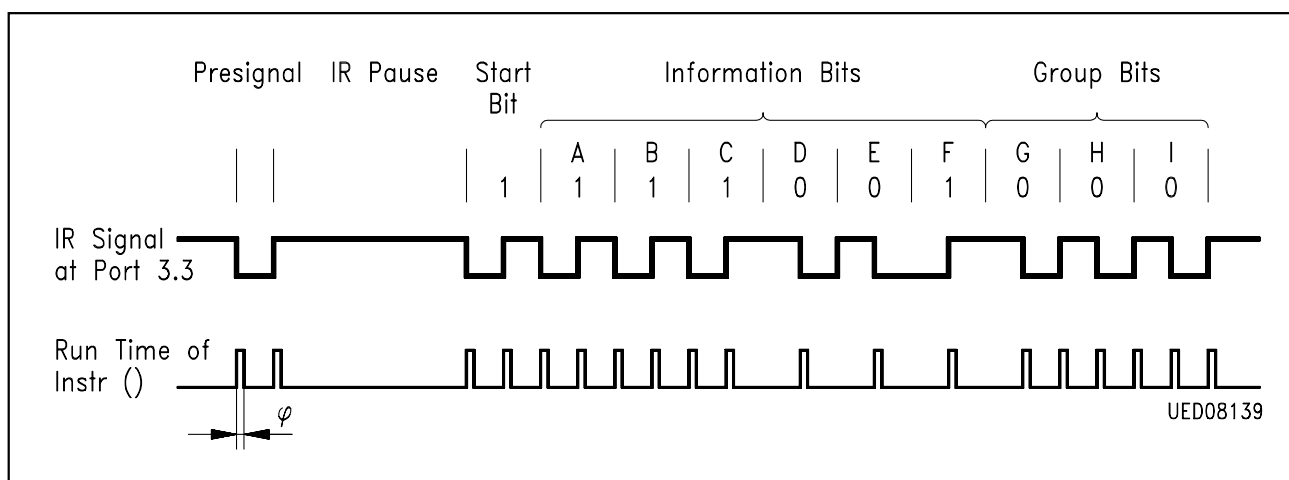 Presignal IR Pause Start Bit Information Bits Group Bits
A B C D E F G H I
1 1 1 1 0 0 1 0 0 0
IR Signal at Port 3.3
Run Time of Instr ()
φ
UED08139